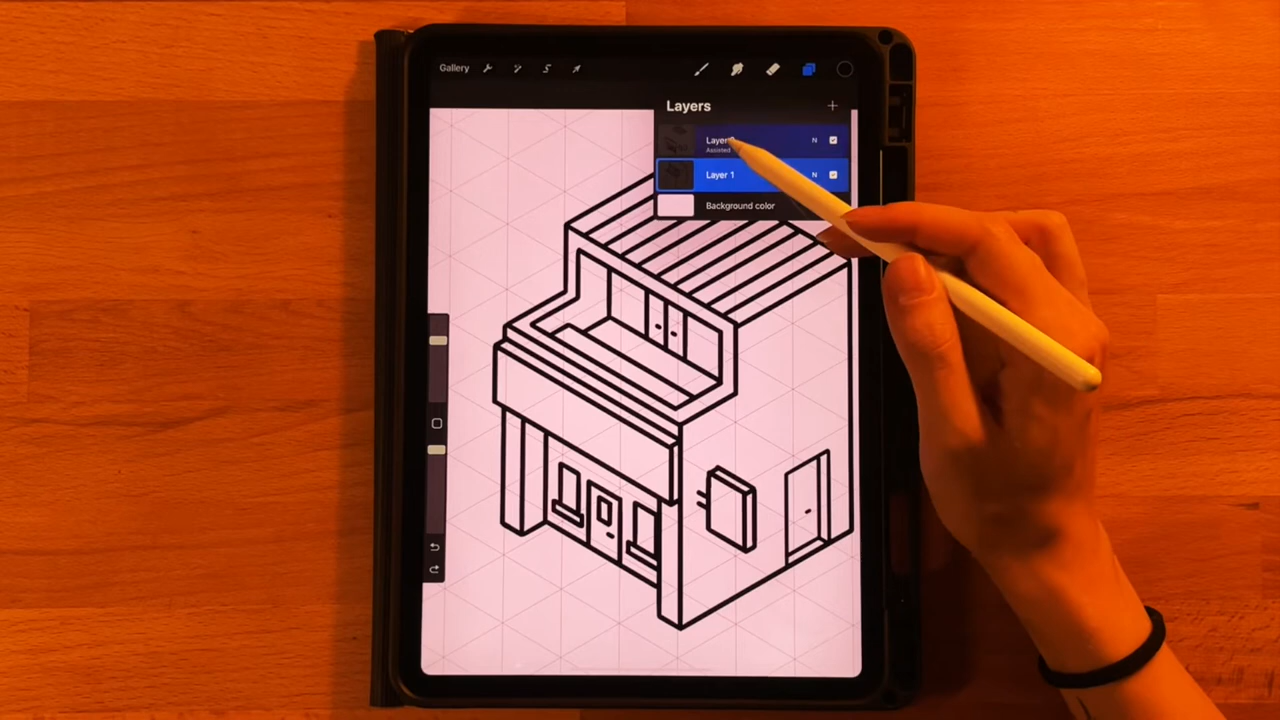 Gallery
Layers
Layer
N
Assisted
Layer 1
N
Background color